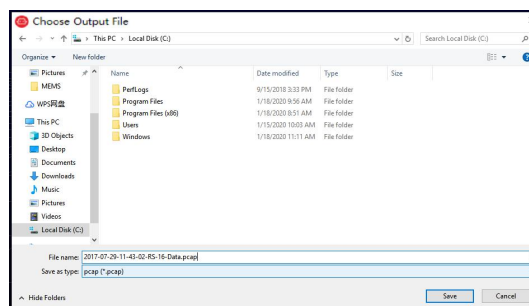 Choose Output File
This PC › Local Disk (C:)
Search Local Disk (C:)
Organize
New folder
Pictures
MEMS
WPS网盘
This PC
3D Objects
Desktop
Documents
Downloads
Music
Pictures
Videos
Local Disk (C:)
Name Date modified Type Size
PerfLogs 9/15/2018 3:33 PM File folder
Program Files 1/18/2020 9:56 AM File folder
Program Files (x86) 1/18/2020 8:51 AM File folder
Users 1/15/2020 10:03 AM File folder
Windows 1/18/2020 11:11 AM File folder
File name: 2017-07-29-11-43-02-RS-16-Data.pcap
Save as type: pcap (*.pcap)
Hide Folders
Save
Cancel